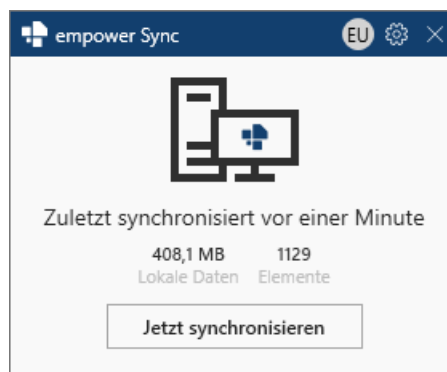 empower Sync EU
Zuletzt synchronisiert vor einer Minute
408,1 MB 1129
Lokale Daten Elemente
Jetzt synchronisieren